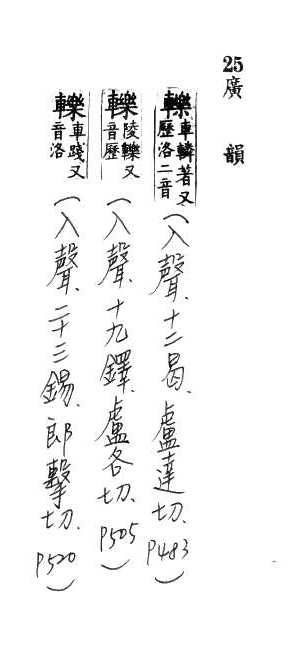 25 廣韻
轢 車轔著又歷洛二音(入聲、十二曷、盧達切、P483)
轢 陵轢又音歷(入聲、十九鐸、盧各切、P505)
轢 車踐又音洛(入聲、二十三錫、郎擊切、P520)